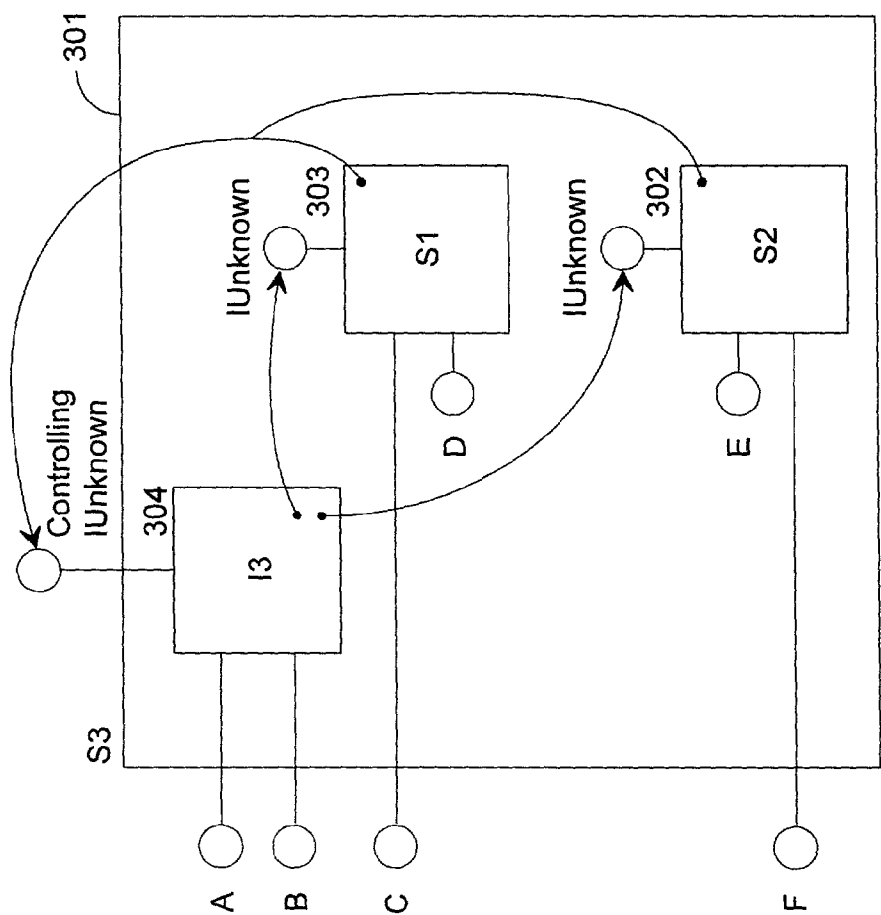 S3
301
Controlling
IUnknown
304
I3
A
B
IUnknown
303
S1
C
D
IUnknown
302
S2
E
F